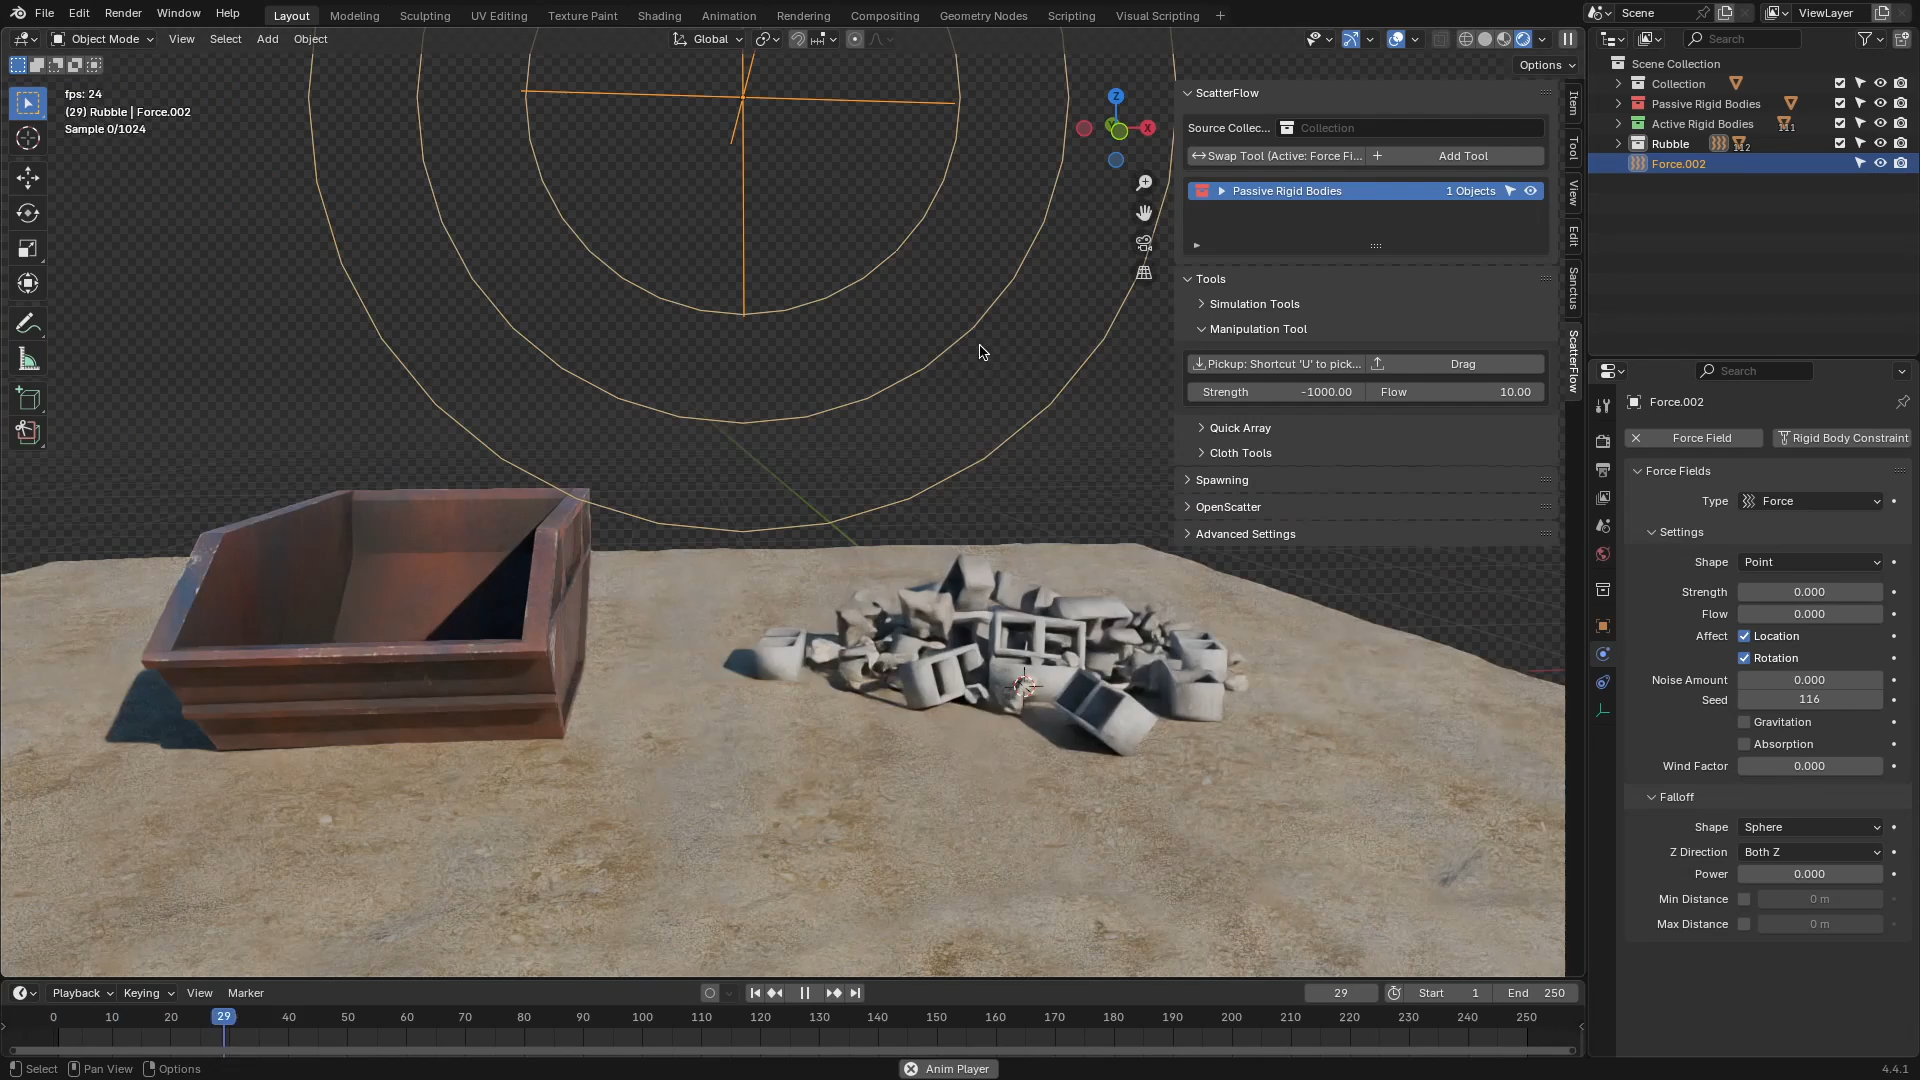 File Edit Render Window Help Layout Modeling Sculpting UV Editing Texture Paint Shading Animation Rendering Compositing Geometry Nodes Scripting Visual Scripting Scene ViewLayer
Object Mode View Select Add Object Global Search
Options
fps: 24
(29) Rubble | Force.002
Sample 0/1024
Z
X
ScatterFlow
Source Collec... Collection
Swap Tool (Active: Force Fi... Add Tool
Passive Rigid Bodies 1 Objects
Tools
Simulation Tools
Manipulation Tool
Pickup: Shortcut 'U' to pick... Drag
Strength -1000.00 Flow 10.00
Quick Array
Cloth Tools
Spawning
OpenScatter
Advanced Settings
Item
Tool
View
Edit
Sanctus
ScatterFlow
Scene Collection
Collection
Passive Rigid Bodies
Active Rigid Bodies 111
Rubble 112
Force.002
Search
Force.002
Force Field Rigid Body Constraint
Force Fields
Type Force
Settings
Shape Point
Strength 0.000
Flow 0.000
Affect Location
Rotation
Noise Amount 0.000
Seed 116
Gravitation
Absorption
Wind Factor 0.000
Falloff
Shape Sphere
Z Direction Both Z
Power 0.000
Min Distance 0 m
Max Distance 0 m
Playback Keying View Marker 29 Start 1 End 250
0 10 20 29 40 50 60 70 80 90 100 110 120 130 140 150 160 170 180 190 200 210 220 230 240 250
Select Pan View Options Anim Player 4.4.1